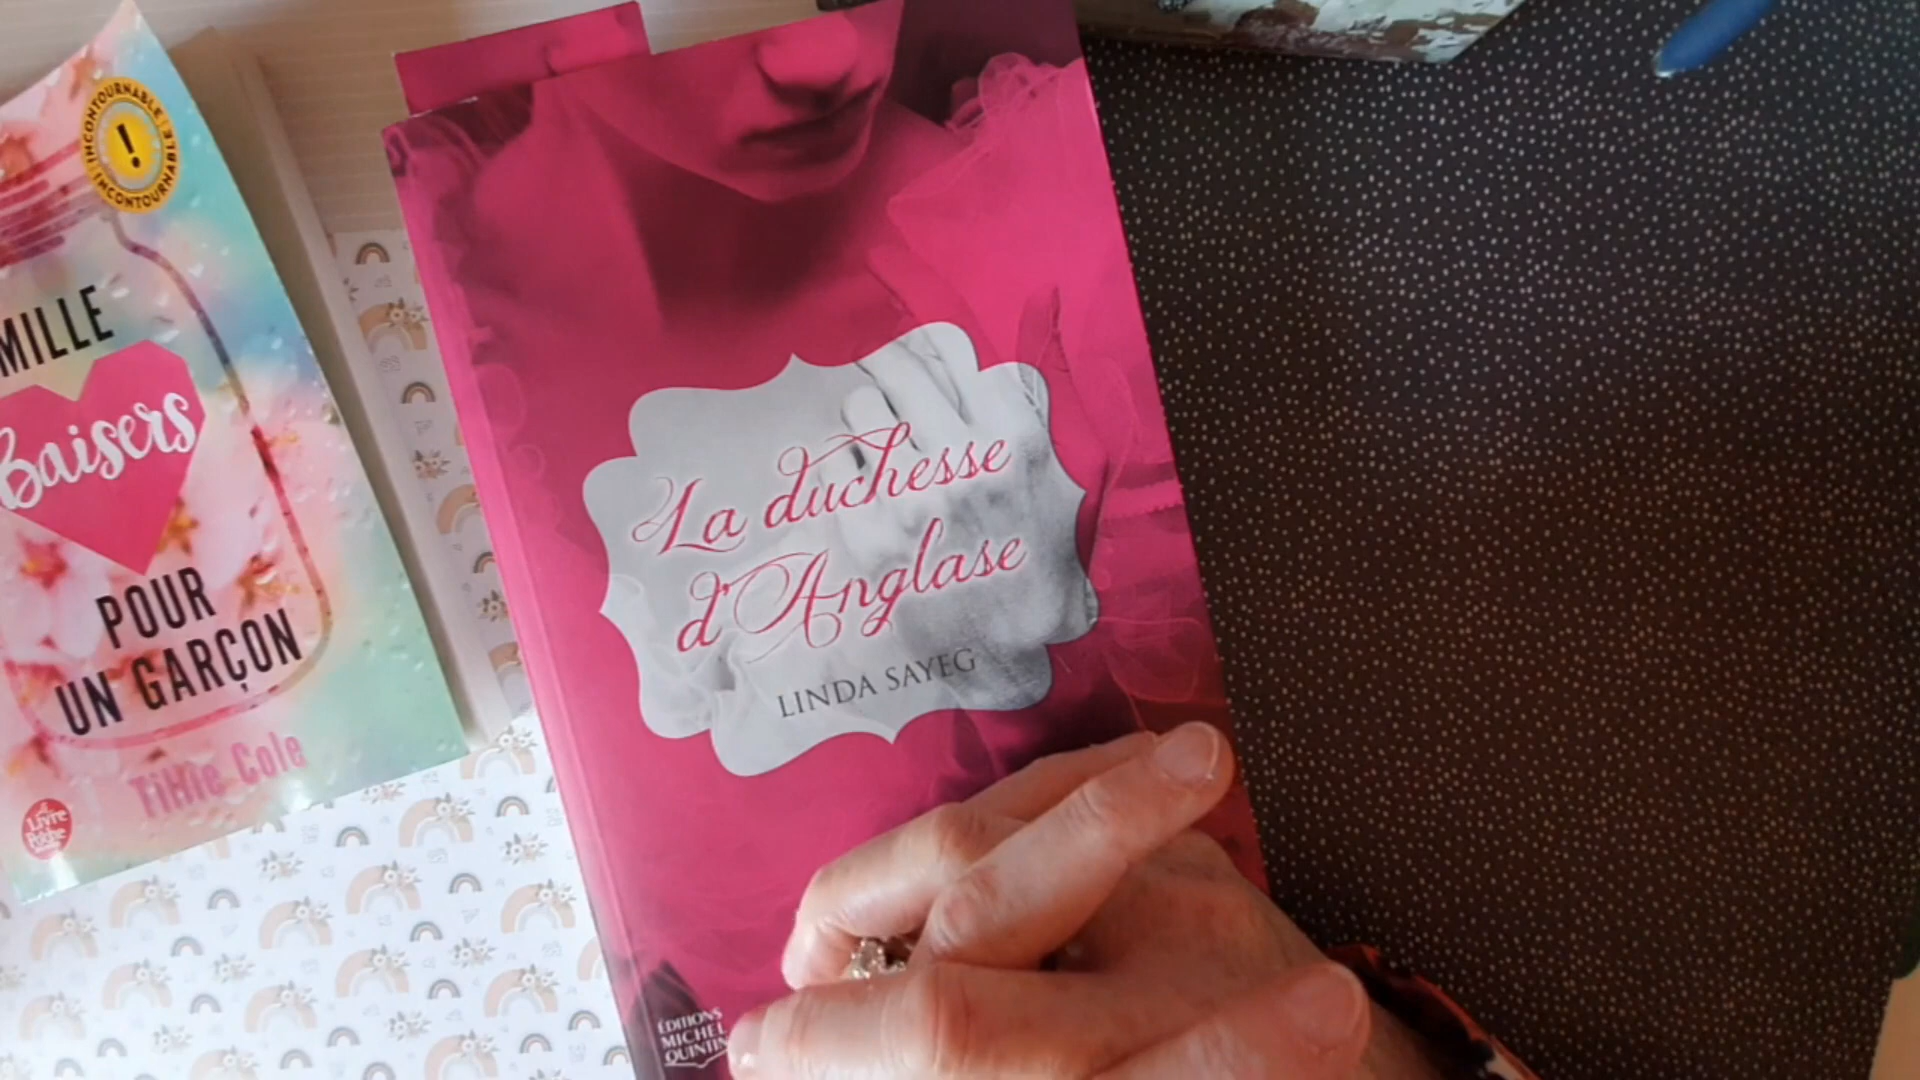 INCONTOURNABLE
!
INCONTOURNABLE
MILLE
Baisers
POUR
UN GARÇON
Tillie Cole
Le
Livre
Poche
La duchesse
d'Anglase
LINDA SAYEG
ÉDITIONS
MICHEL
QUINTIN